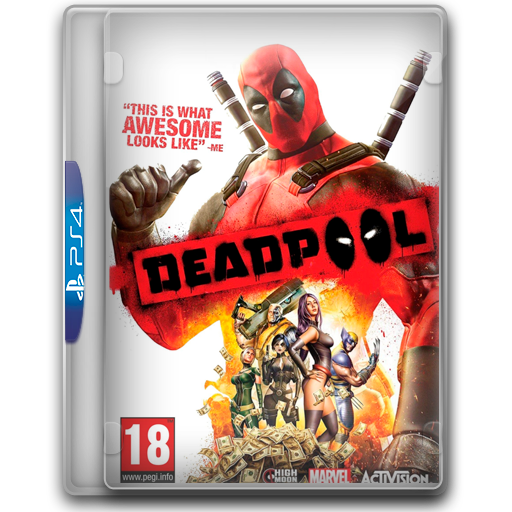 "THIS IS WHAT
AWESOME
LOOKS LIKE" -ME
PS4
DEADPOOL
18
www.pegi.info
HIGH MOON
MARVEL
ACTIVISION